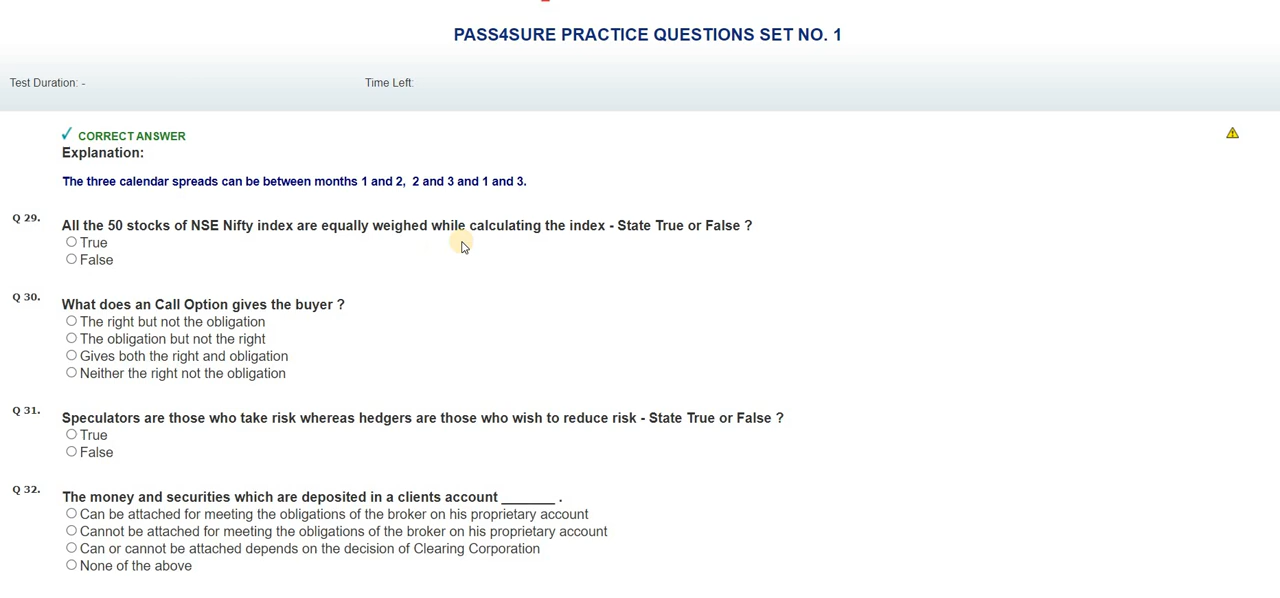 PASS4SURE PRACTICE QUESTIONS SET NO. 1
Test Duration: -
Time Left:
CORRECT ANSWER
Explanation:
The three calendar spreads can be between months 1 and 2, 2 and 3 and 1 and 3.
Q 29.
All the 50 stocks of NSE Nifty index are equally weighed while calculating the index - State True or False ?
True
False
Q 30.
What does an Call Option gives the buyer ?
The right but not the obligation
The obligation but not the right
Gives both the right and obligation
Neither the right not the obligation
Q 31.
Speculators are those who take risk whereas hedgers are those who wish to reduce risk - State True or False ?
True
False
Q 32.
The money and securities which are deposited in a clients account _______ .
Can be attached for meeting the obligations of the broker on his proprietary account
Cannot be attached for meeting the obligations of the broker on his proprietary account
Can or cannot be attached depends on the decision of Clearing Corporation
None of the above